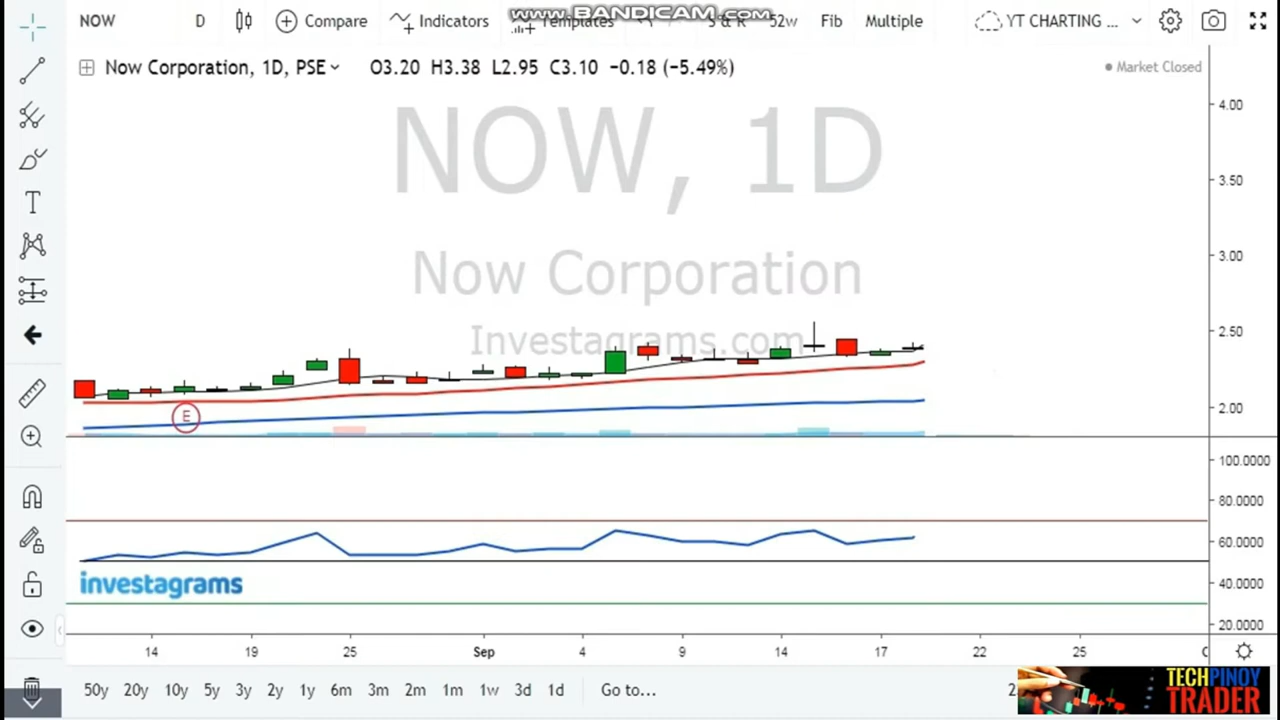 www.BANDICAM.com
NOW D Compare Indicators Templates S & R 52w Fib Multiple YT CHARTING ...
Now Corporation, 1D, PSE O3.20 H3.38 L2.95 C3.10 −0.18 (−5.49%)
Market Closed
NOW, 1D
Now Corporation
Investagrams.com
4.00
3.50
3.00
2.50
2.00
E
T
100.0000
80.0000
60.0000
40.0000
20.0000
investagrams
14 19 25 Sep 4 9 14 17 22 25
50y 20y 10y 5y 3y 2y 1y 6m 3m 2m 1m 1w 3d 1d Go to...
TECHPINOY
TRADER